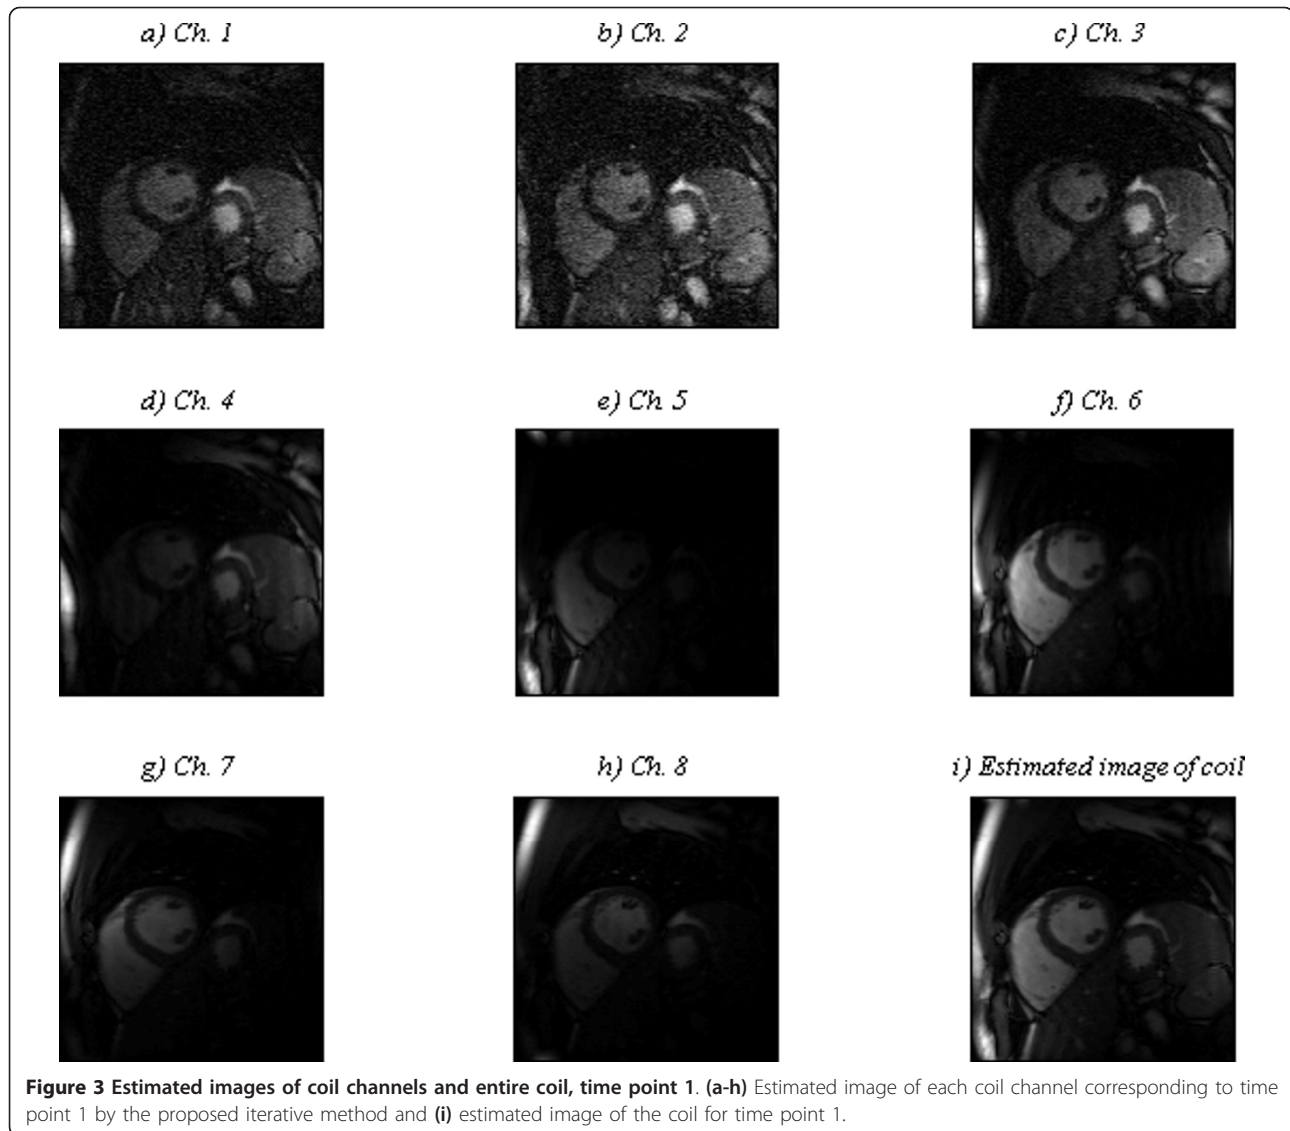 a) Ch. 1
b) Ch. 2
c) Ch. 3
d) Ch. 4
e) Ch. 5
f) Ch. 6
g) Ch. 7
h) Ch. 8
i) Estimated image of coil
Figure 3 Estimated images of coil channels and entire coil, time point 1. (a-h) Estimated image of each coil channel corresponding to time
point 1 by the proposed iterative method and (i) estimated image of the coil for time point 1.